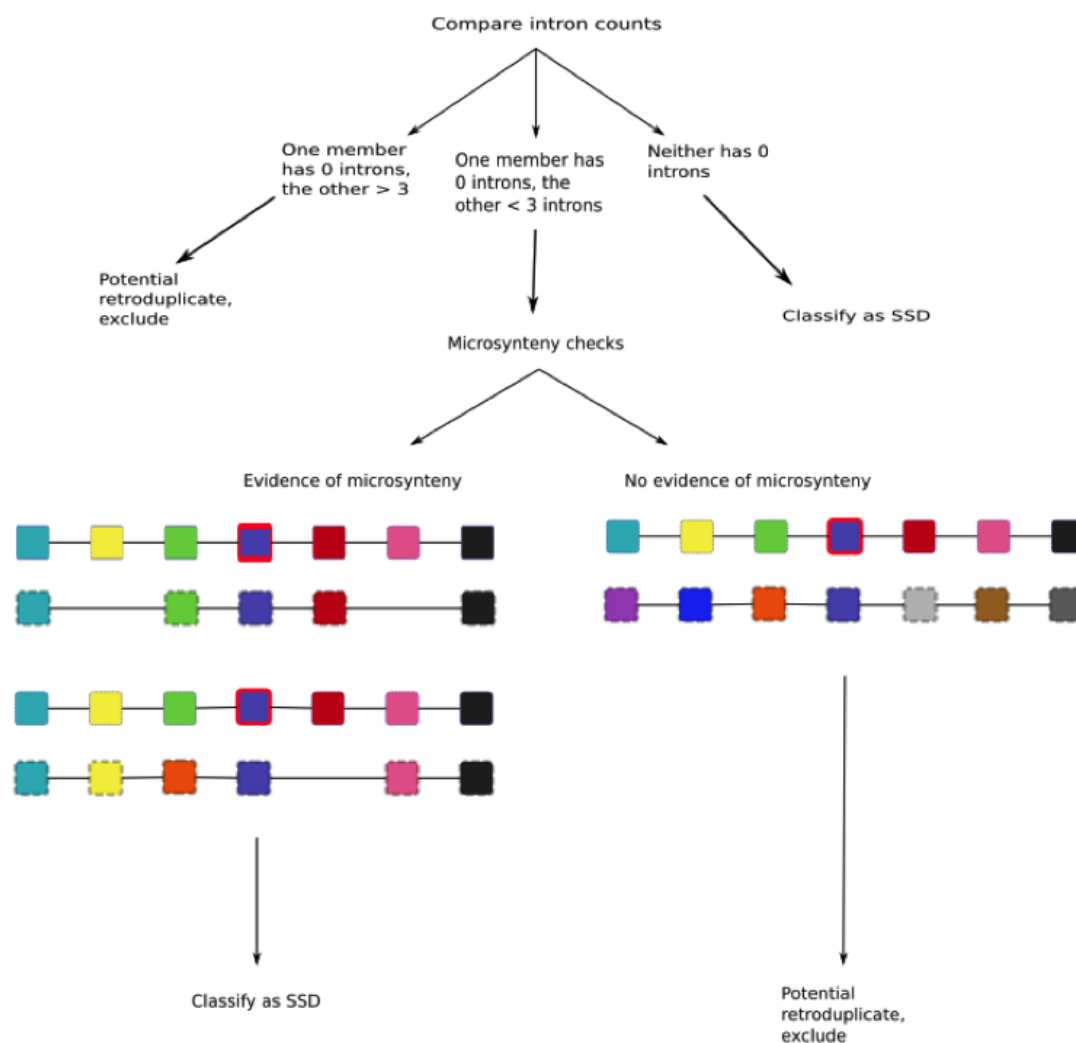 Compare intron counts
One member
has 0 introns,
the other > 3
One member has
0 introns, the
other < 3 introns
Neither has 0
introns
Potential
retroduplicate,
exclude
Classify as SSD
Microsynteny checks
Evidence of microsynteny
No evidence of microsynteny
Classify as SSD
Potential
retroduplicate,
exclude